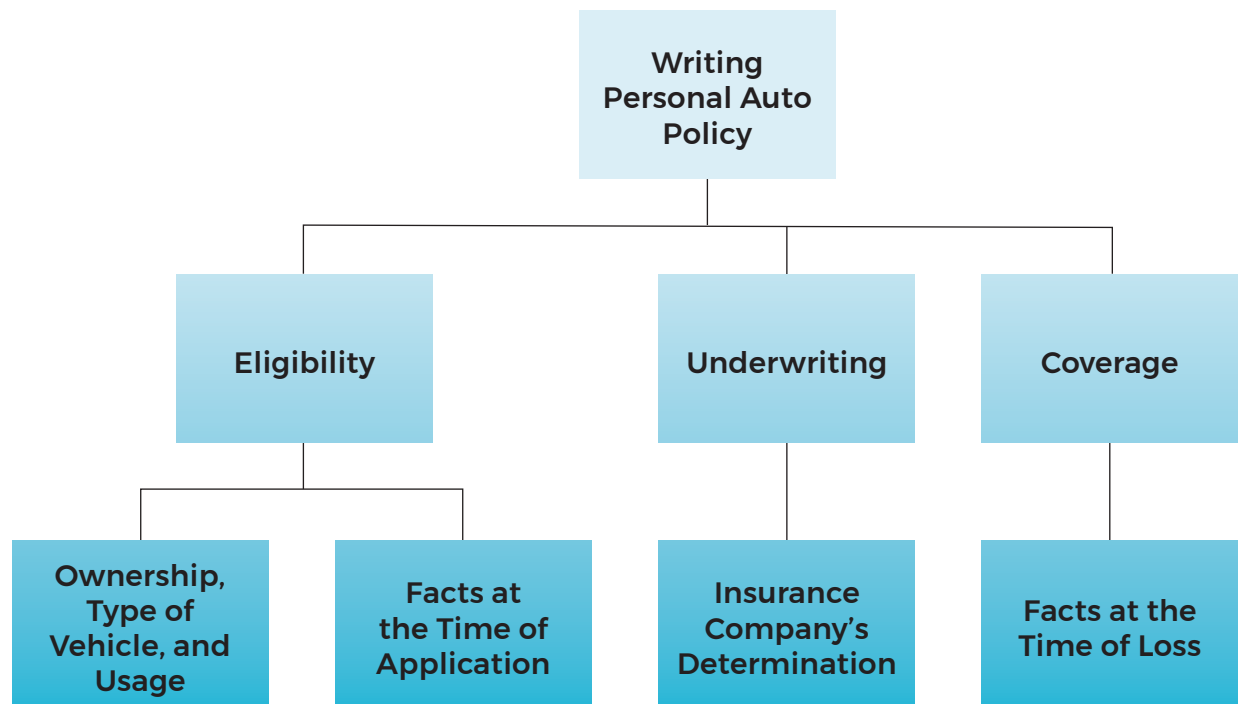 Writing
Personal Auto
Policy
Eligibility
Underwriting
Coverage
Ownership,
Type of
Vehicle, and
Usage
Facts at
the Time of
Application
Insurance
Company’s
Determination
Facts at the
Time of Loss